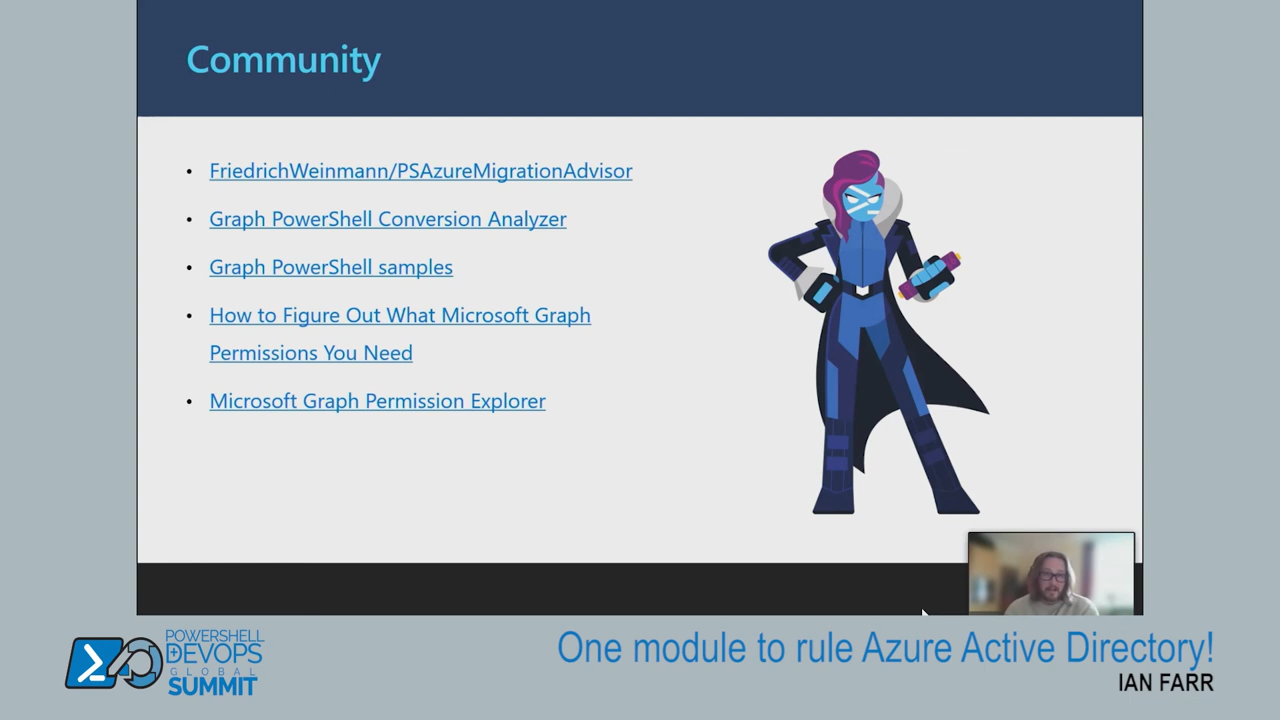 Community
• FriedrichWeinmann/PSAzureMigrationAdvisor
• Graph PowerShell Conversion Analyzer
• Graph PowerShell samples
• How to Figure Out What Microsoft Graph
Permissions You Need
• Microsoft Graph Permission Explorer
POWERSHELL
DEVOPS
GLOBAL
SUMMIT
One module to rule Azure Active Directory!
IAN FARR